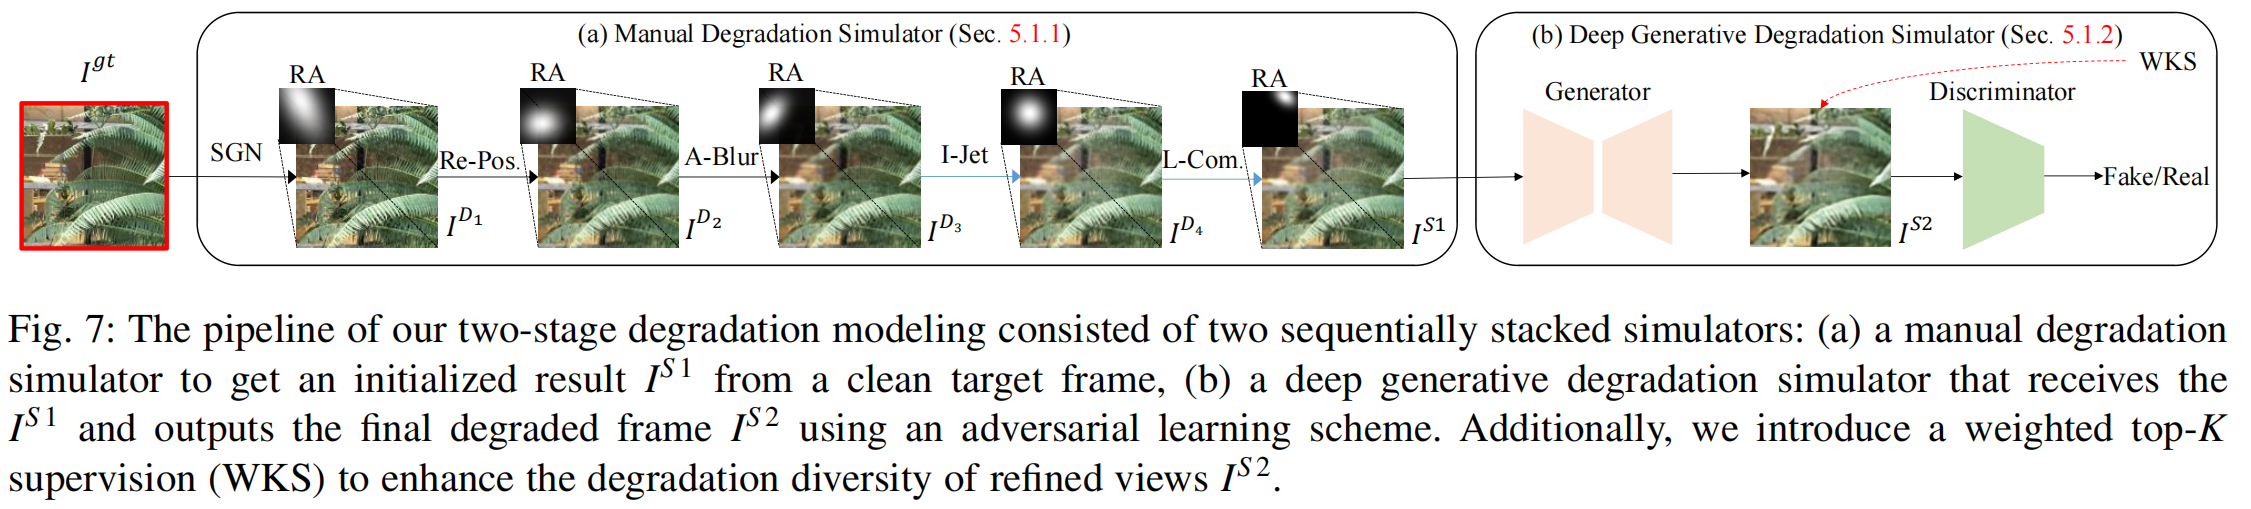 (a) Manual Degradation Simulator (Sec. 5.1.1)
I^{gt}
RA
RA
RA
RA
RA
SGN
Re-Pos.
A-Blur
I-Jet
L-Com.
I^{D_1}
I^{D_2}
I^{D_3}
I^{D_4}
I^{S1}
(b) Deep Generative Degradation Simulator (Sec. 5.1.2)
WKS
Generator
Discriminator
Fake/Real
I^{S2}
Fig. 7: The pipeline of our two-stage degradation modeling consisted of two sequentially stacked simulators: (a) a manual degradation
simulator to get an initialized result I^{S1} from a clean target frame, (b) a deep generative degradation simulator that receives the
I^{S1} and outputs the final degraded frame I^{S2} using an adversarial learning scheme. Additionally, we introduce a weighted top-K
supervision (WKS) to enhance the degradation diversity of refined views I^{S2}.